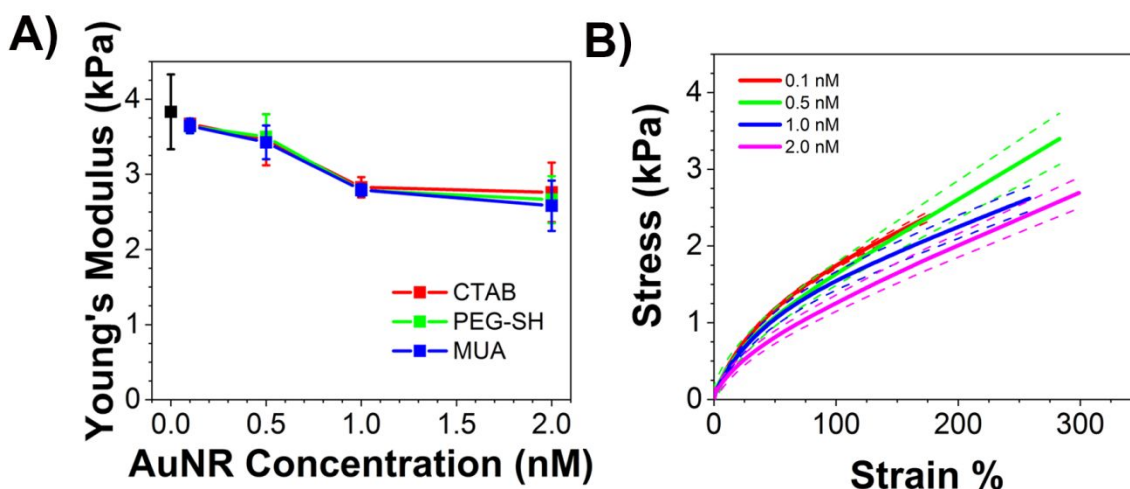 A)
Young's Modulus (kPa)
4
3
2
1
0
0.0 0.5 1.0 1.5 2.0
AuNR Concentration (nM)
CTAB
PEG-SH
MUA
B)
Stress (kPa)
4
3
2
1
0
0 100 200 300
Strain %
0.1 nM
0.5 nM
1.0 nM
2.0 nM